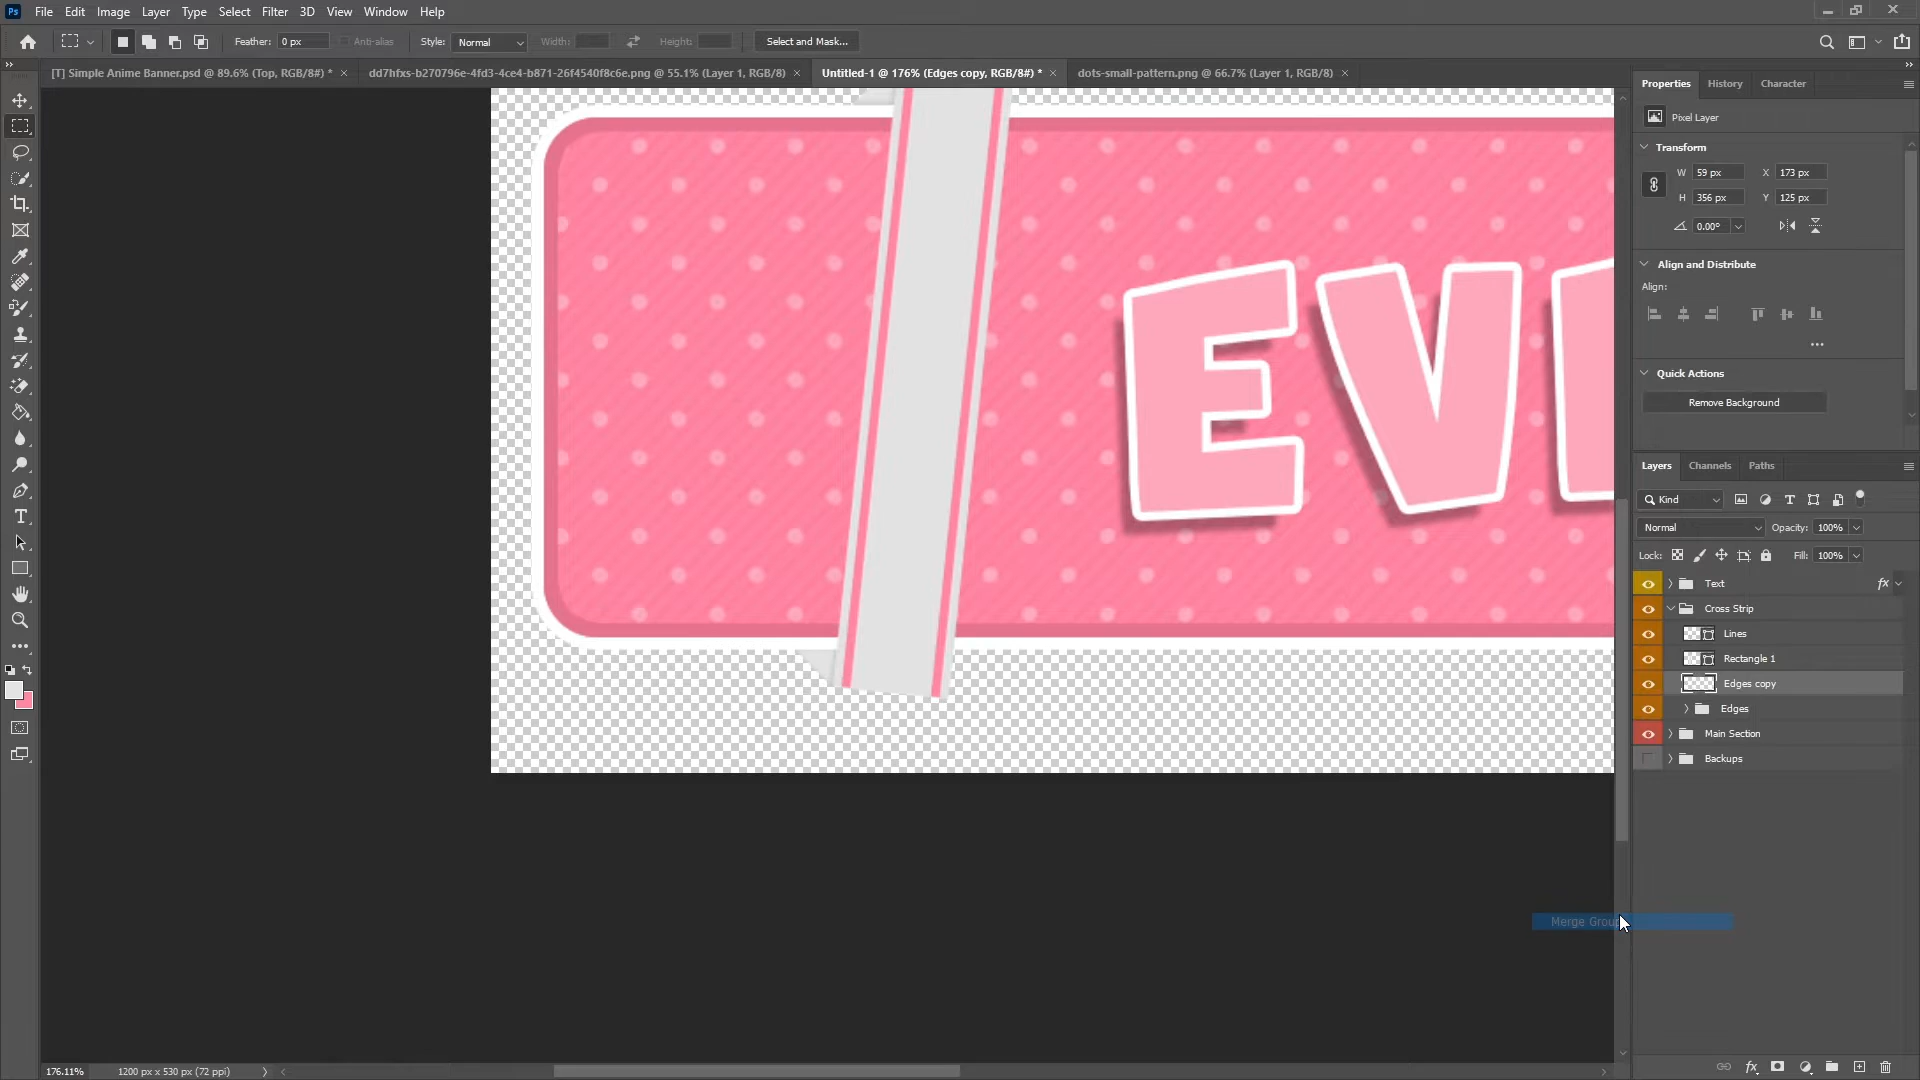 Ps File Edit Image Layer Type Select Filter 3D View Window Help
Feather: 0 px Anti-alias Style: Normal Width: Height: Select and Mask...
[T] Simple Anime Banner.psd @ 89.6% (Top, RGB/8#) * × dd7hfxs-b270796e-4fd3-4ce4-b871-26f4540f8c6e.png @ 55.1% (Layer 1, RGB/8) × Untitled-1 @ 176% (Edges copy, RGB/8#) * × dots-small-pattern.png @ 66.7% (Layer 1, RGB/8) ×
Properties History Character
Pixel Layer
Transform
W 59 px X 173 px
H 356 px Y 125 px
0.00°
Align and Distribute
Align:
...
Quick Actions
Remove Background
EV
Layers Channels Paths
Kind
Normal Opacity: 100%
Lock: Fill: 100%
Text fx
Cross Strip
Lines
Rectangle 1
Edges copy
Edges
Main Section
Backups
Merge Grou
176.11% 1200 px x 530 px (72 ppi)
fx